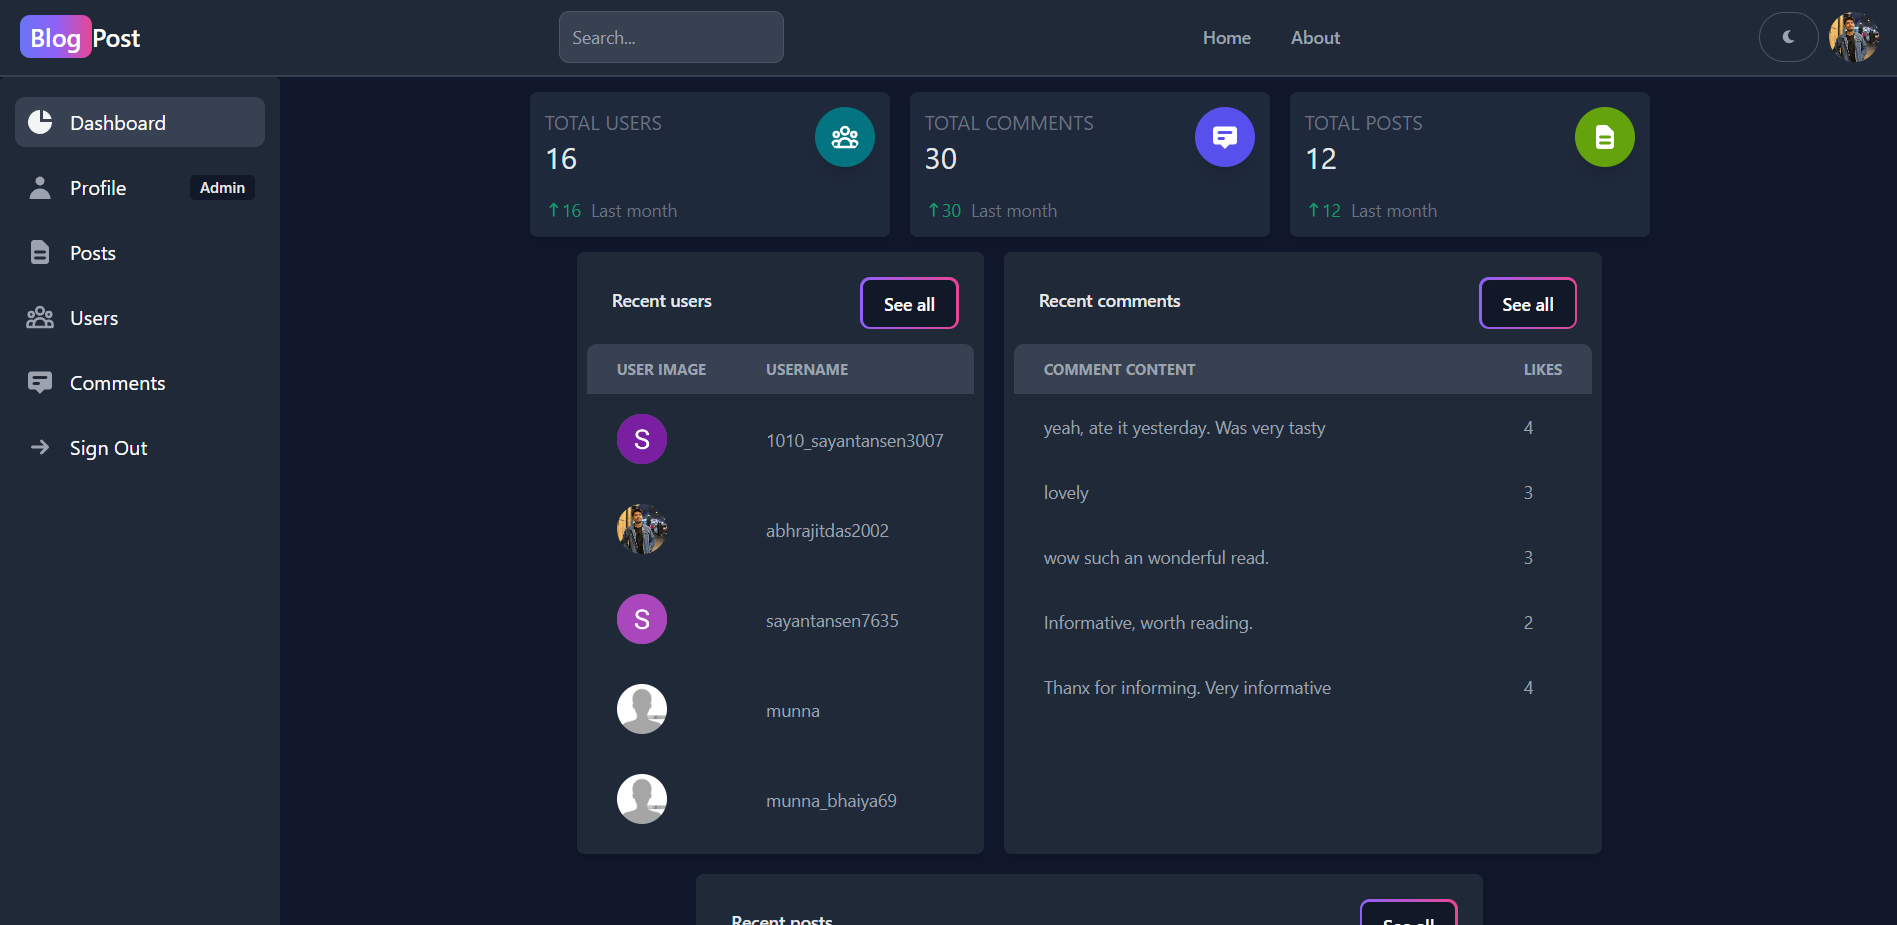 Blog Post
Search...
Home
About
Dashboard
Profile Admin
Posts
Users
Comments
Sign Out
TOTAL USERS
16
↑16 Last month
TOTAL COMMENTS
30
↑30 Last month
TOTAL POSTS
12
↑12 Last month
Recent users
See all
USER IMAGE USERNAME
S 1010_sayantansen3007
abhrajitdas2002
S sayantansen7635
munna
munna_bhaiya69
Recent comments
See all
COMMENT CONTENT LIKES
yeah, ate it yesterday. Was very tasty 4
lovely 3
wow such an wonderful read. 3
Informative, worth reading. 2
Thanx for informing. Very informative 4
Recent posts
See all